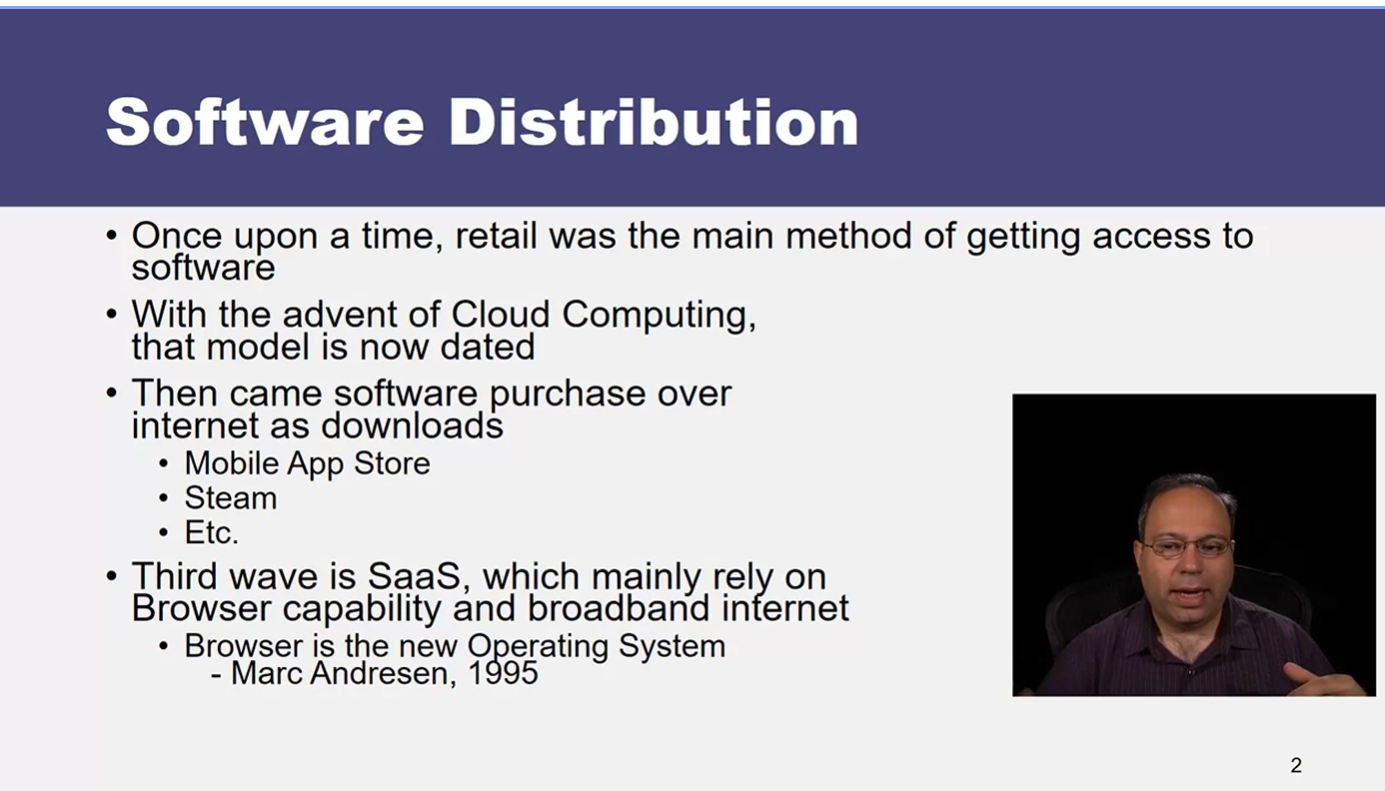 Software Distribution
• Once upon a time, retail was the main method of getting access to
software
• With the advent of Cloud Computing,
that model is now dated
• Then came software purchase over
internet as downloads
• Mobile App Store
• Steam
• Etc.
• Third wave is SaaS, which mainly rely on
Browser capability and broadband internet
• Browser is the new Operating System
- Marc Andresen, 1995
2